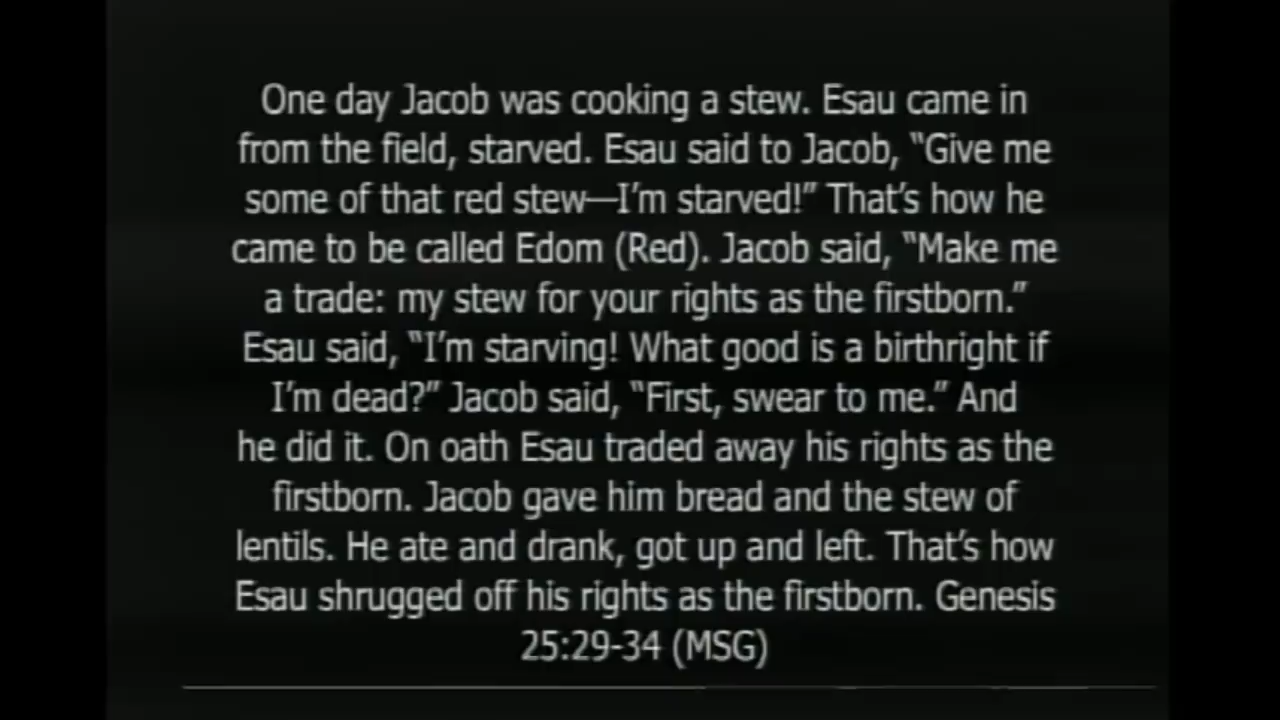 One day Jacob was cooking a stew. Esau came in
from the field, starved. Esau said to Jacob, “Give me
some of that red stew—I’m starved!” That’s how he
came to be called Edom (Red). Jacob said, “Make me
a trade: my stew for your rights as the firstborn.”
Esau said, “I’m starving! What good is a birthright if
I’m dead?” Jacob said, “First, swear to me.” And
he did it. On oath Esau traded away his rights as the
firstborn. Jacob gave him bread and the stew of
lentils. He ate and drank, got up and left. That’s how
Esau shrugged off his rights as the firstborn. Genesis
25:29-34 (MSG)